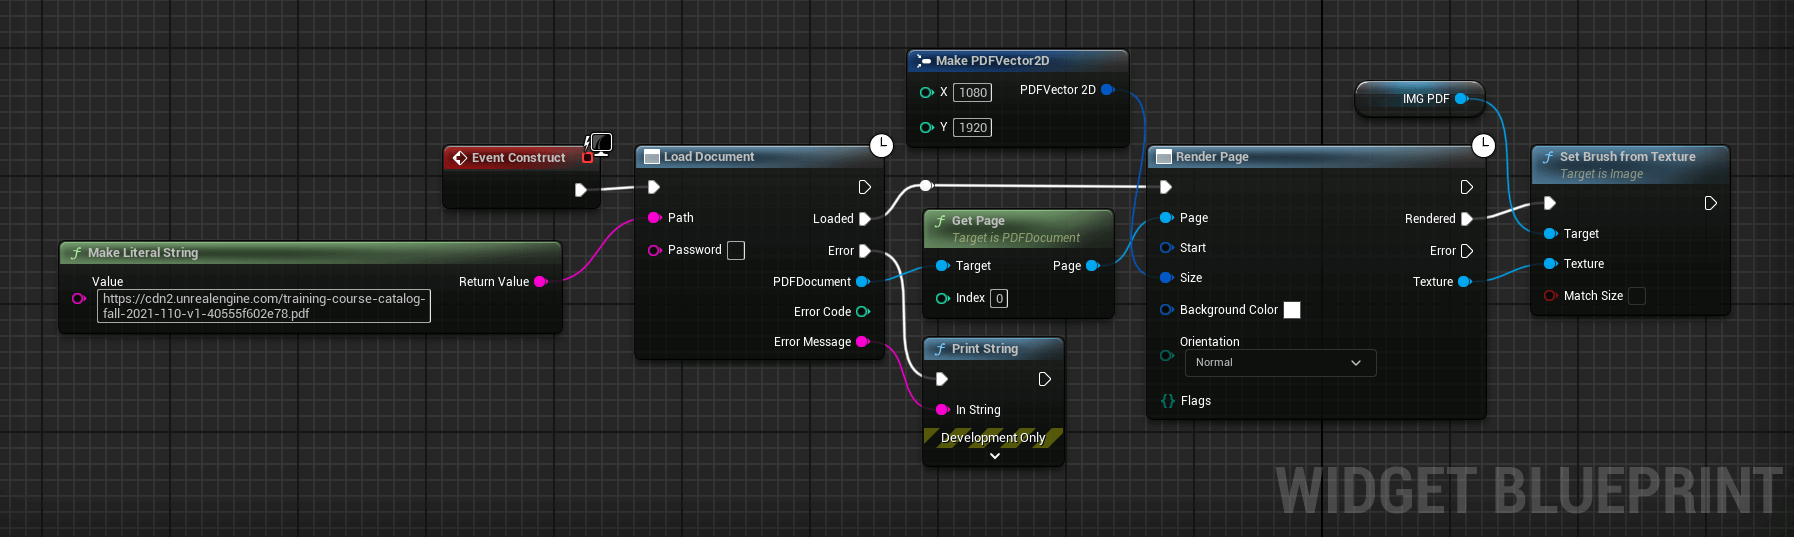 Make PDFVector2D
X 1080
PDFVector 2D
Y 1920
IMG PDF
Event Construct
Load Document
Path
Loaded
Password
Error
PDFDocument
Error Code
Error Message
Make Literal String
Value
Return Value
https://cdn2.unrealengine.com/training-course-catalog-
fall-2021-110-v1-40555f602e78.pdf
Get Page
Target is PDFDocument
Target
Page
Index 0
Print String
In String
Development Only
Render Page
Page
Rendered
Start
Error
Size
Texture
Background Color
Orientation
Normal
Flags
Set Brush from Texture
Target is Image
Target
Texture
Match Size
WIDGET BLUEPRINT